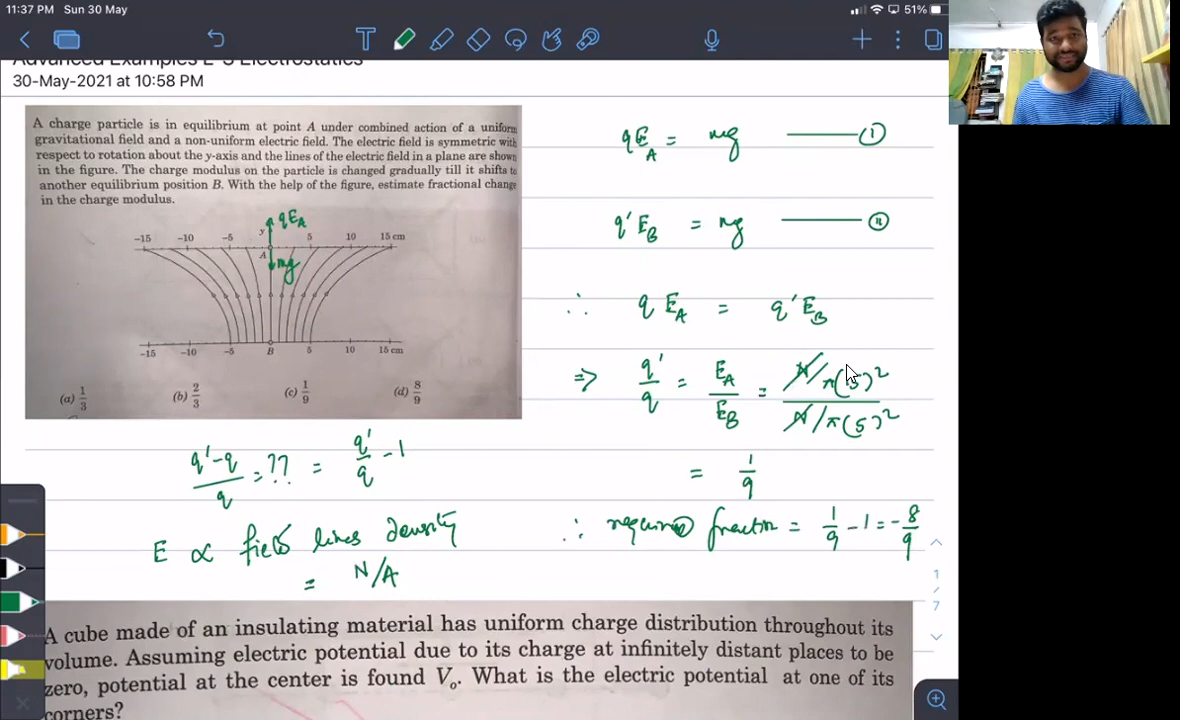 11:37 PM Sun 30 May 51%
Advanced Examples E-3 Electrostatics
30-May-2021 at 10:58 PM
A charge particle is in equilibrium at point A under combined action of a uniform
gravitational field and a non-uniform electric field. The electric field is symmetric with
respect to rotation about the y-axis and the lines of the electric field in a plane are shown
in the figure. The charge modulus on the particle is changed gradually till it shifts to
another equilibrium position B. With the help of the figure, estimate fractional change
in the charge modulus.
qE_A
-15 -10 -5 y 5 10 15 cm
A
mg
-15 -10 -5 B 5 10 15 cm
(a) 1/3 (b) 2/3 (c) 1/9 (d) 8/9
(q'-q)/q = ?? = q'/q - 1
E ∝ field lines density
= N/A
qE_A = mg —— ①
q'E_B = mg —— ②
∴ qE_A = q'E_B
⇒ q'/q = E_A/E_B = (N/π(5)²)/(N/π(5)²)
= 1/9
∴ required fraction = 1/9 - 1 = -8/9
1
/
7
A cube made of an insulating material has uniform charge distribution throughout its
volume. Assuming electric potential due to its charge at infinitely distant places to be
zero, potential at the center is found V₀. What is the electric potential at one of its
corners?